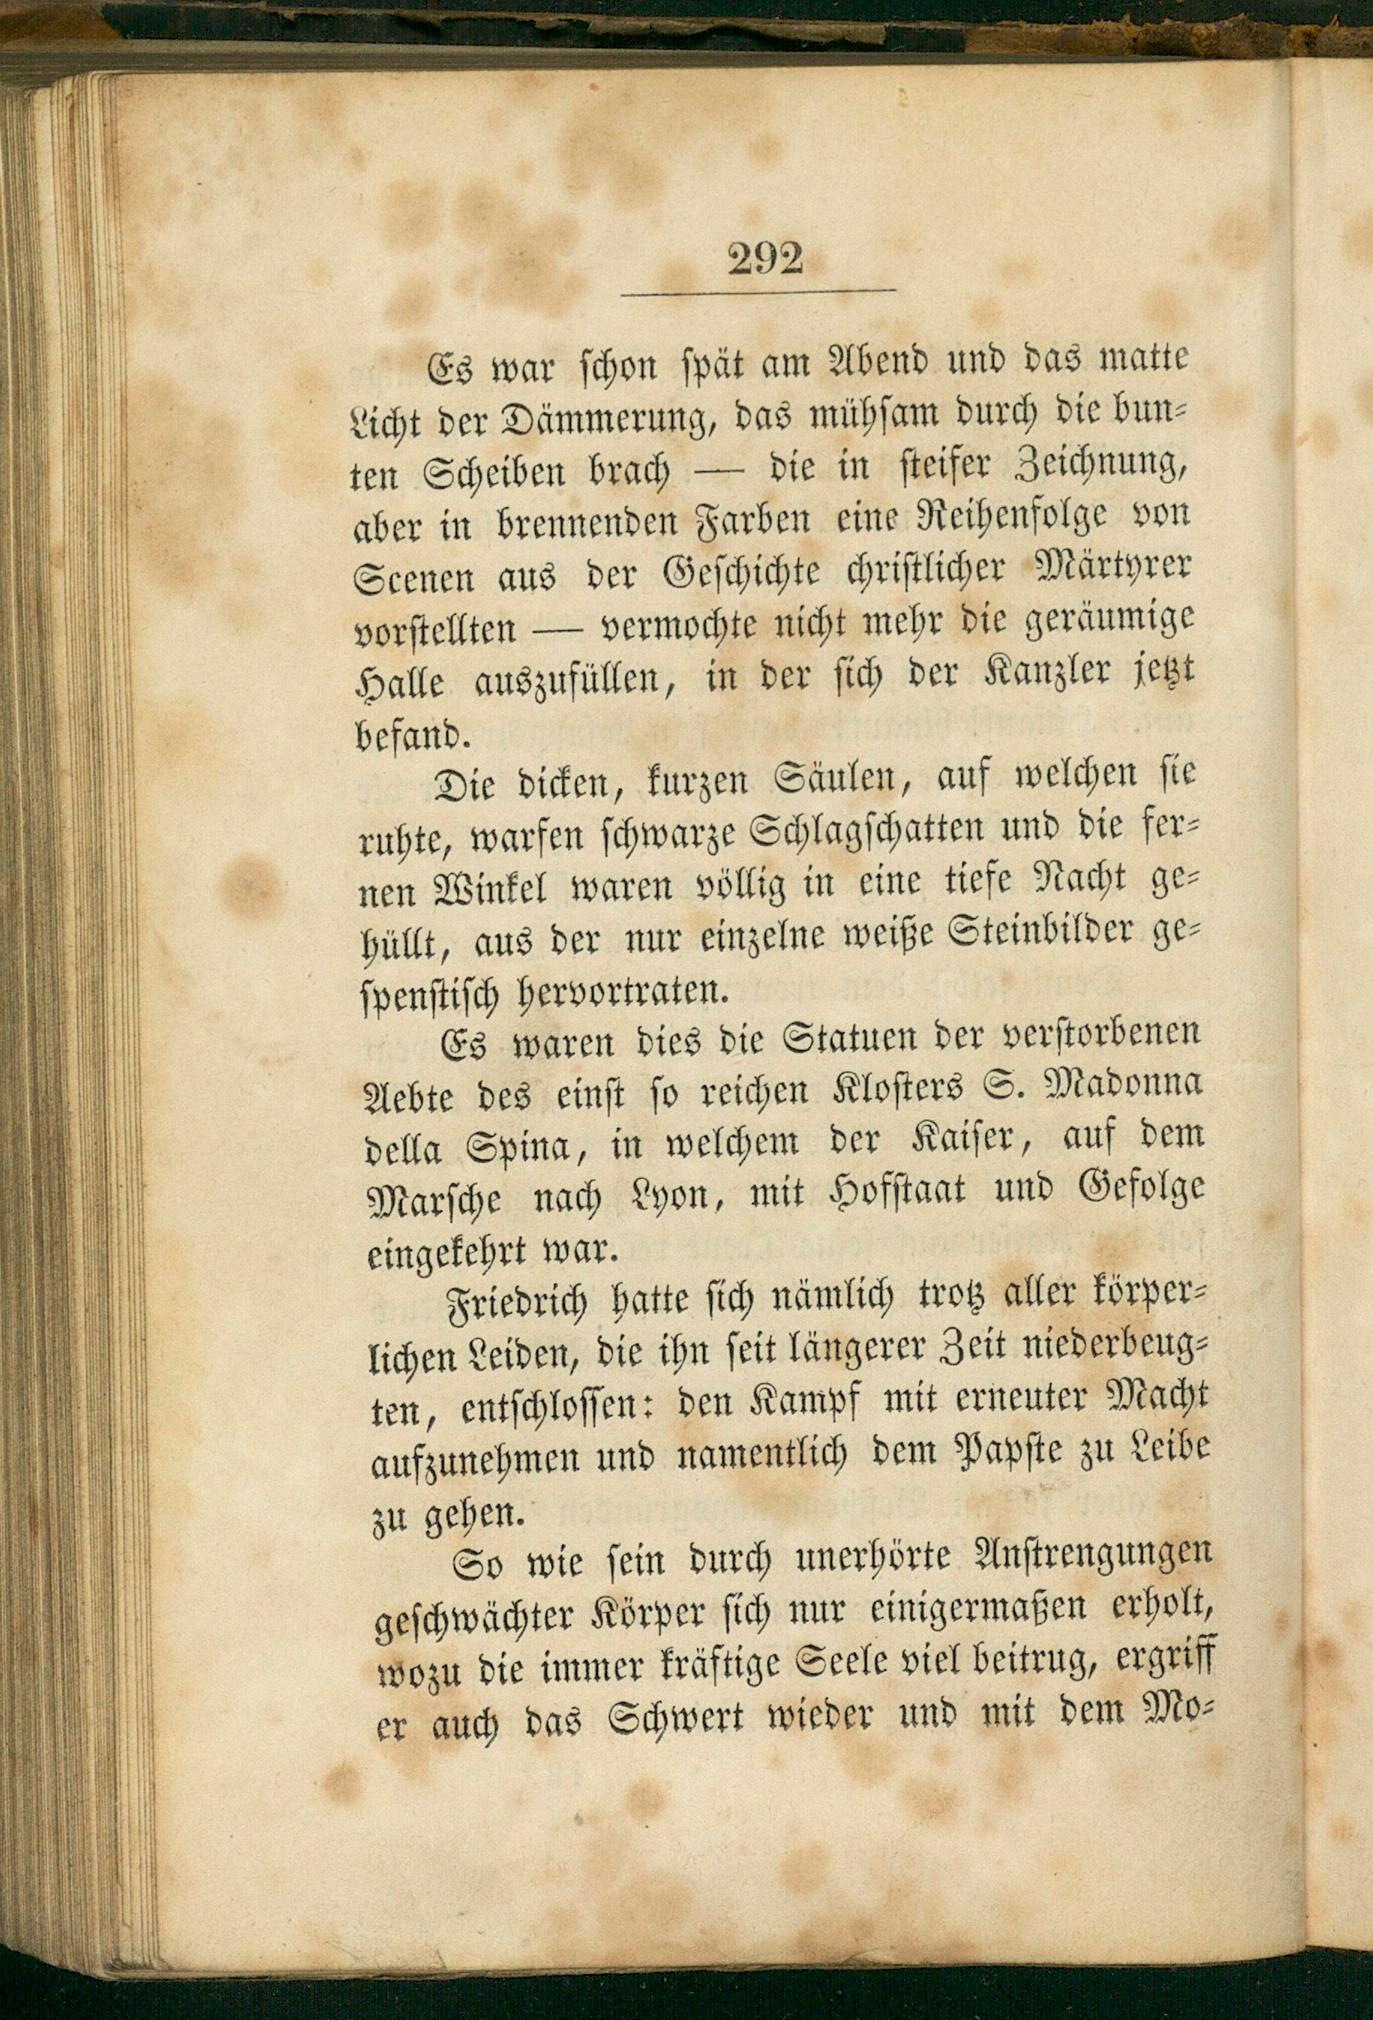 292
Es war schon spät am Abend und das matte
Licht der Dämmerung, das mühsam durch die bun-
ten Scheiben brach — die in steifer Zeichnung,
aber in brennenden Farben eine Reihenfolge von
Scenen aus der Geschichte christlicher Märtyrer
vorstellten — vermochte nicht mehr die geräumige
Halle auszufüllen, in der sich der Kanzler jetzt
befand.
Die dicken, kurzen Säulen, auf welchen sie
ruhte, warfen schwarze Schlagschatten und die fer-
nen Winkel waren völlig in eine tiefe Nacht ge-
hüllt, aus der nur einzelne weiße Steinbilder ge-
spenstisch hervortraten.
Es waren dies die Statuen der verstorbenen
Aebte des einst so reichen Klosters S. Madonna
della Spina, in welchem der Kaiser, auf dem
Marsche nach Lyon, mit Hofstaat und Gefolge
eingekehrt war.
Friedrich hatte sich nämlich trotz aller körper-
lichen Leiden, die ihn seit längerer Zeit niederbeug-
ten, entschlossen: den Kampf mit erneuter Macht
aufzunehmen und namentlich dem Papste zu Leibe
zu gehen.
So wie sein durch unerhörte Anstrengungen
geschwächter Körper sich nur einigermaßen erholt,
wozu die immer kräftige Seele viel beitrug, ergriff
er auch das Schwert wieder und mit dem Mo-